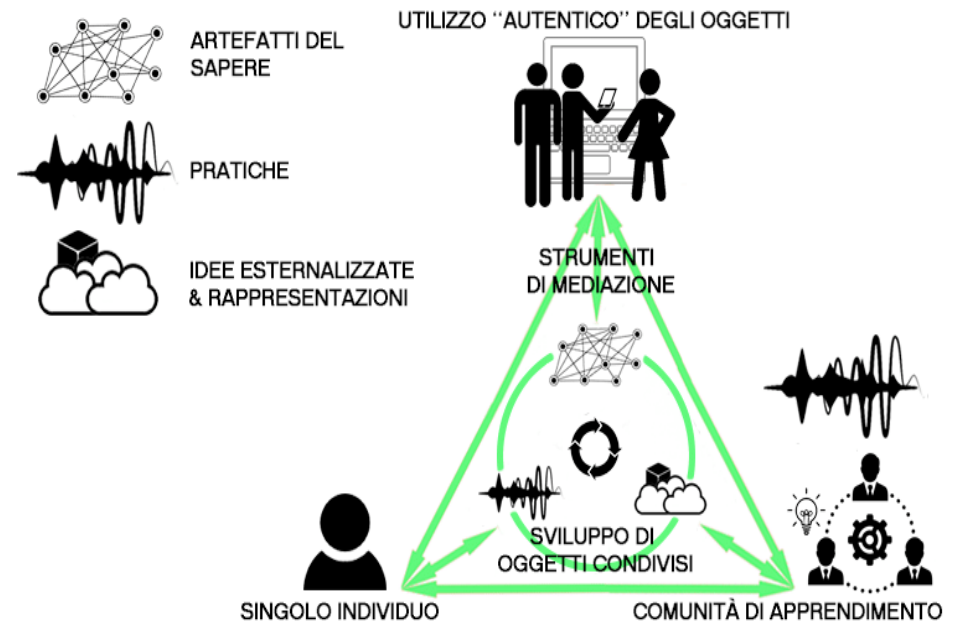 UTILIZZO “AUTENTICO” DEGLI OGGETTI
ARTEFATTI DEL
SAPERE
PRATICHE
IDEE ESTERNALIZZATE
& RAPPRESENTAZIONI
STRUMENTI
DI MEDIAZIONE
SVILUPPO DI
OGGETTI CONDIVISI
SINGOLO INDIVIDUO
COMUNITÀ DI APPRENDIMENTO